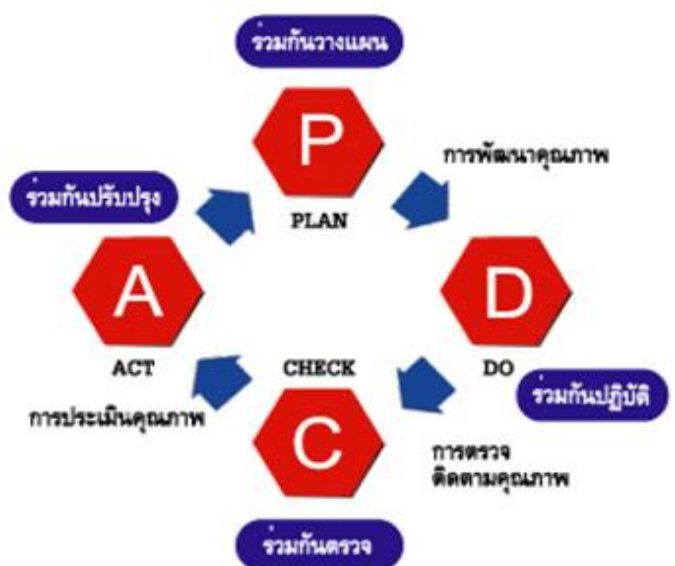 ร่วมกันวางแผน
P
PLAN
การพัฒนาคุณภาพ
ร่วมกันปรับปรุง
A
ACT
D
DO
ร่วมกันปฏิบัติ
CHECK
C
การประเมินคุณภาพ
การตรวจ
ติดตามคุณภาพ
ร่วมกันตรวจ